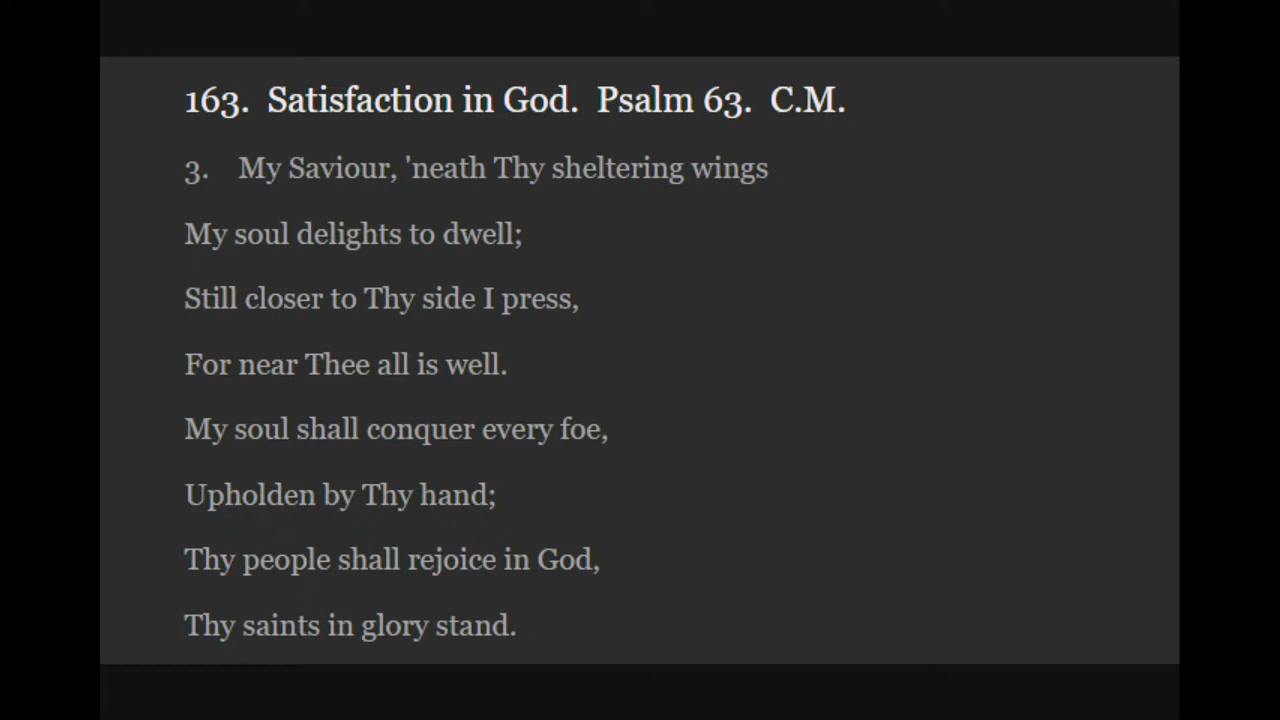 163. Satisfaction in God. Psalm 63. C.M.
3. My Saviour, 'neath Thy sheltering wings
My soul delights to dwell;
Still closer to Thy side I press,
For near Thee all is well.
My soul shall conquer every foe,
Upholden by Thy hand;
Thy people shall rejoice in God,
Thy saints in glory stand.